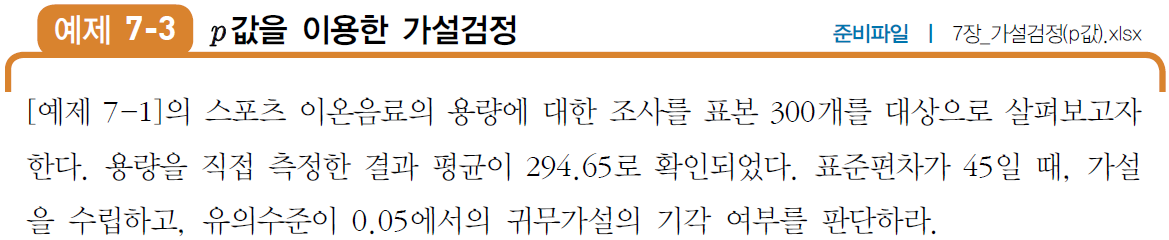 예제 7-3 p값을 이용한 가설검정 준비파일 | 7장_가설검정(p값).xlsx
[예제 7-1]의 스포츠 이온음료의 용량에 대한 조사를 표본 300개를 대상으로 살펴보고자
한다. 용량을 직접 측정한 결과 평균이 294.65로 확인되었다. 표준편차가 45일 때, 가설
을 수립하고, 유의수준이 0.05에서의 귀무가설의 기각 여부를 판단하라.